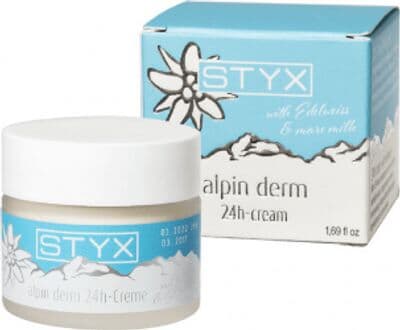 STYX
with Edelweiss
& mare milk
alpin derm
24h-cream
1,69 fl oz
STYX
alpin derm 24h-Creme